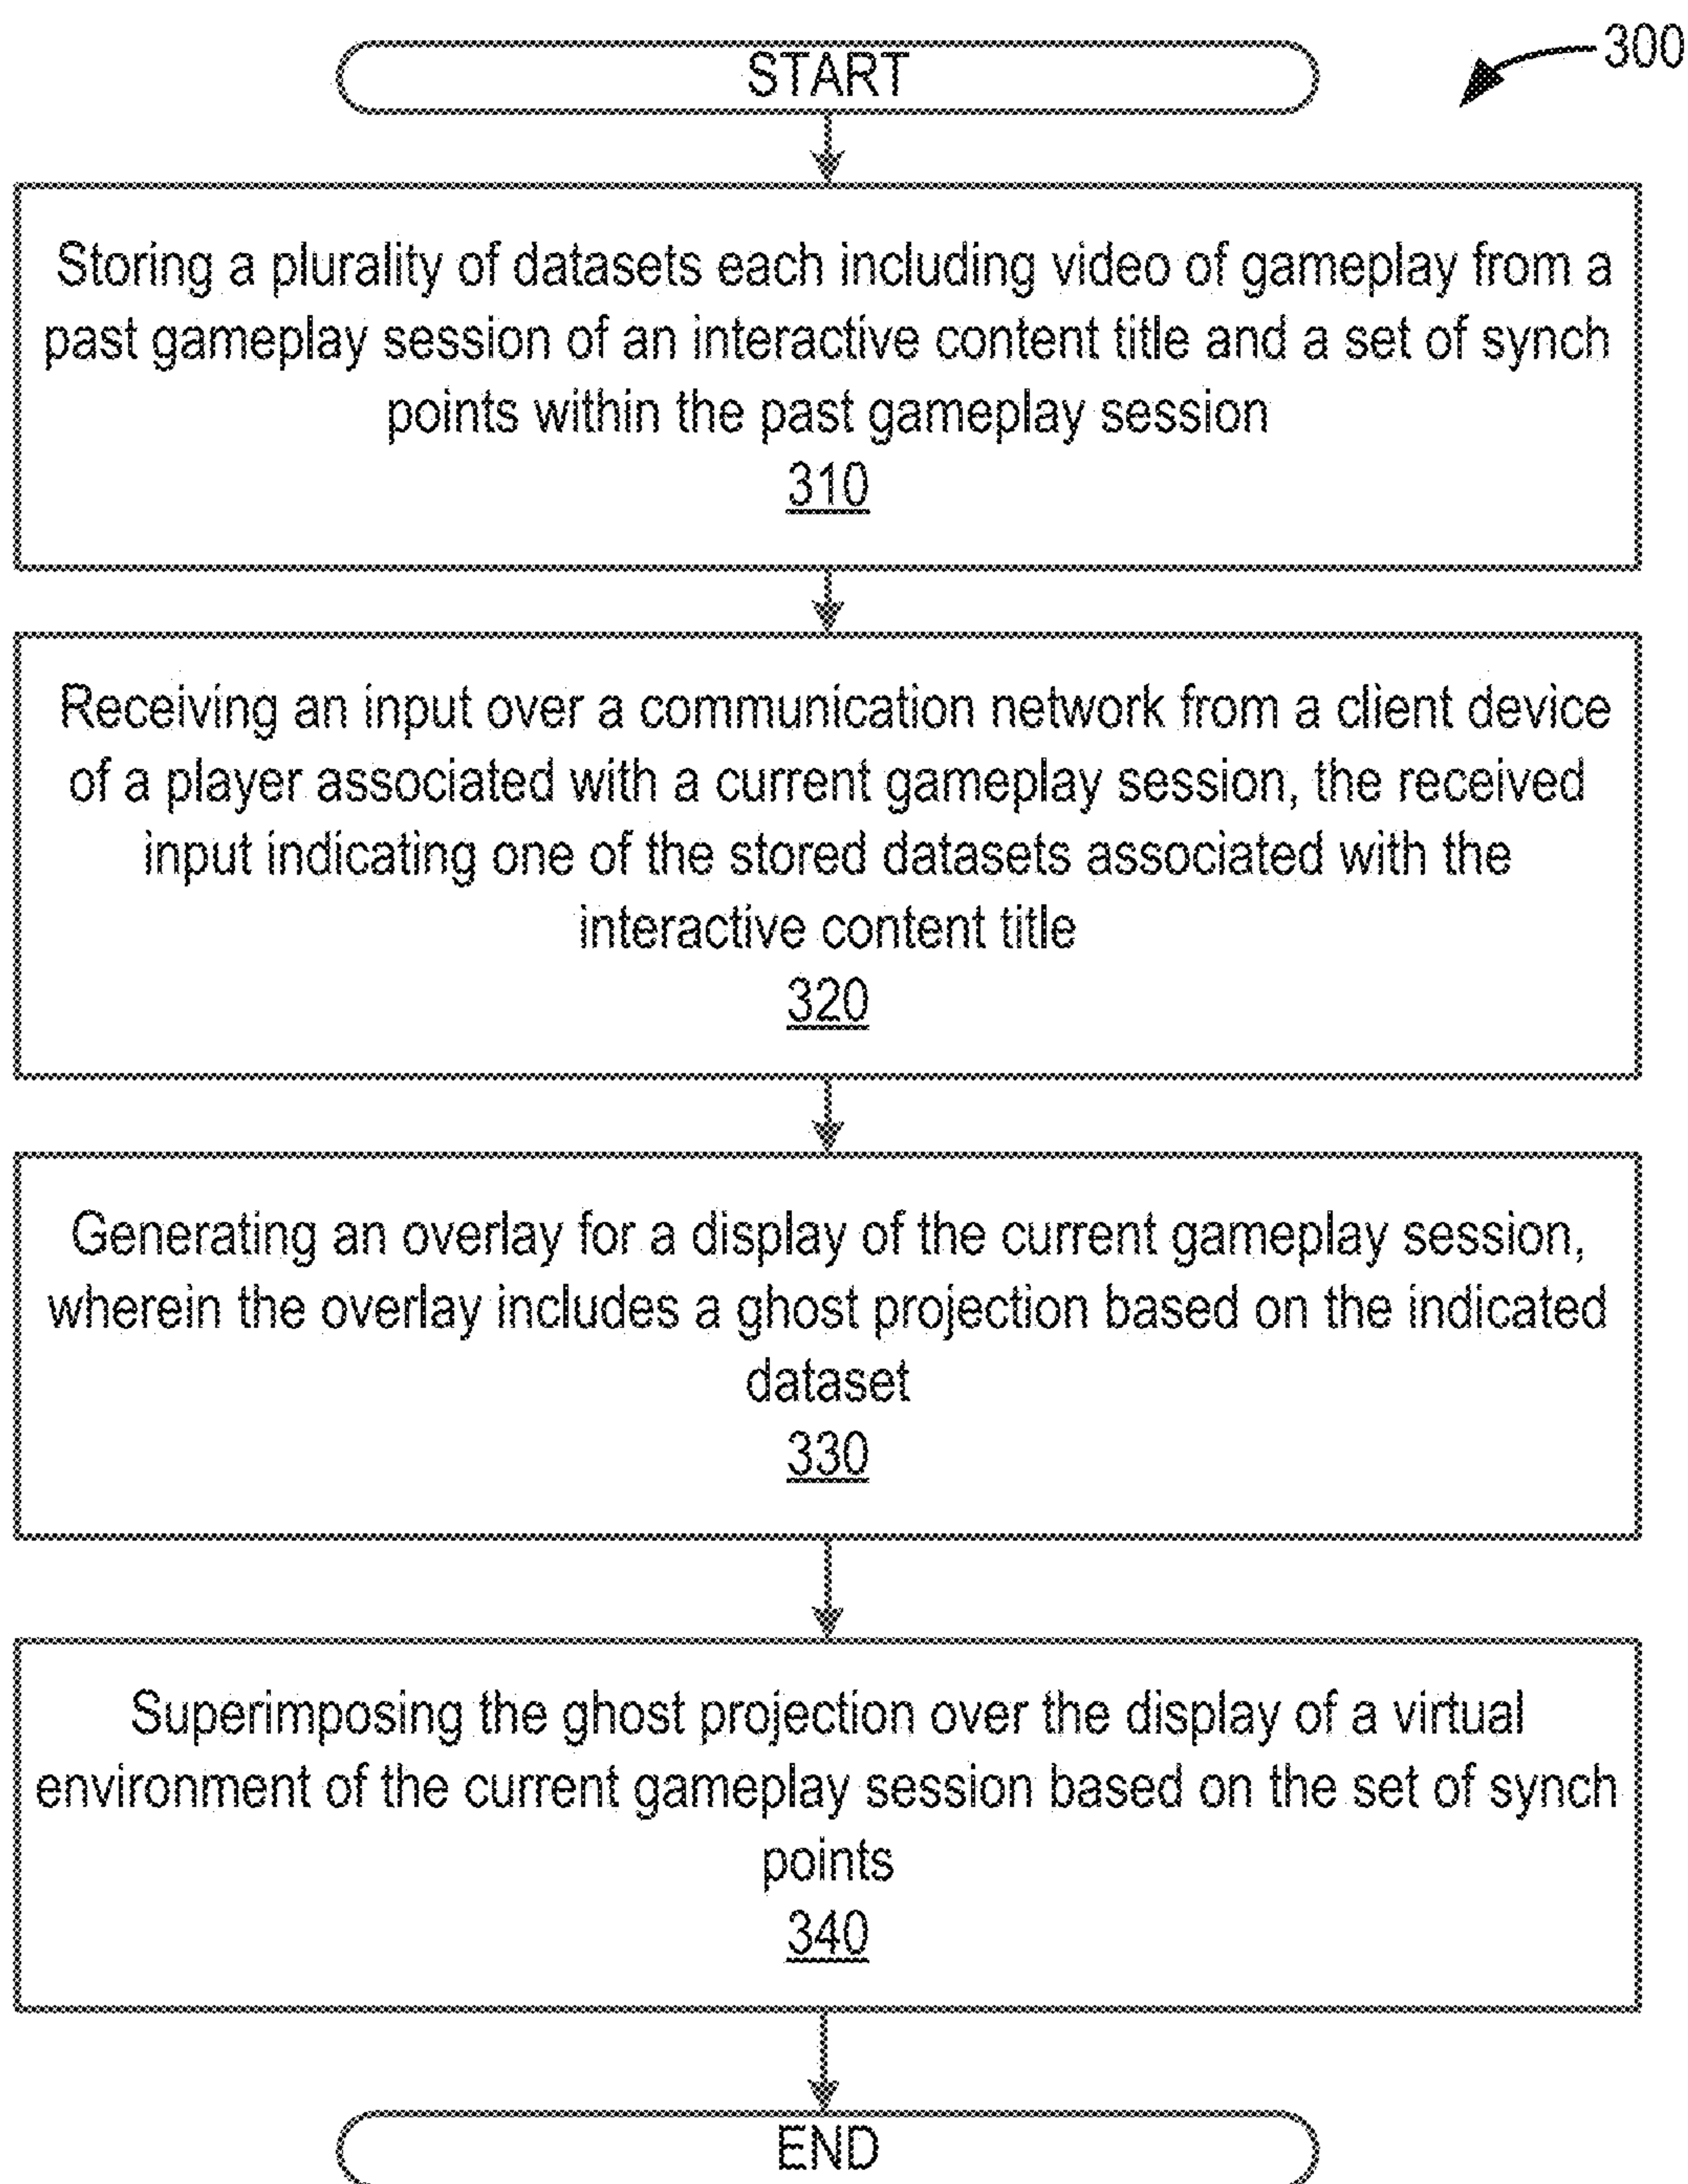 START
300
Storing a plurality of datasets each including video of gameplay from a
past gameplay session of an interactive content title and a set of synch
points within the past gameplay session
310
Receiving an input over a communication network from a client device
of a player associated with a current gameplay session, the received
input indicating one of the stored datasets associated with the
interactive content title
320
Generating an overlay for a display of the current gameplay session,
wherein the overlay includes a ghost projection based on the indicated
dataset
330
Superimposing the ghost projection over the display of a virtual
environment of the current gameplay session based on the set of synch
points
340
END